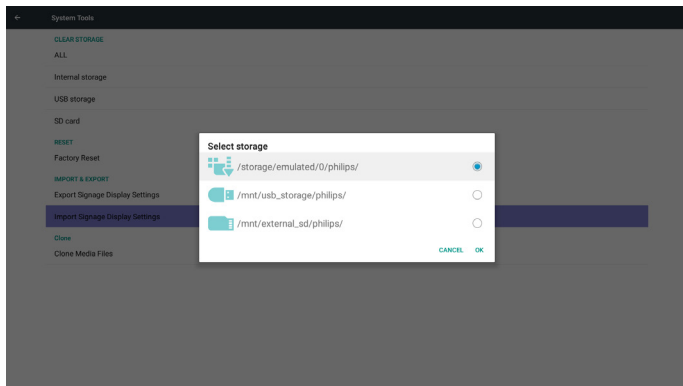 System Tools
CLEAR STORAGE
ALL
Internal storage
USB storage
SD card
RESET
Factory Reset
IMPORT & EXPORT
Export Signage Display Settings
Import Signage Display Settings
Clone
Clone Media Files
Select storage
/storage/emulated/0/philips/
/mnt/usb_storage/philips/
/mnt/external_sd/philips/
CANCEL OK